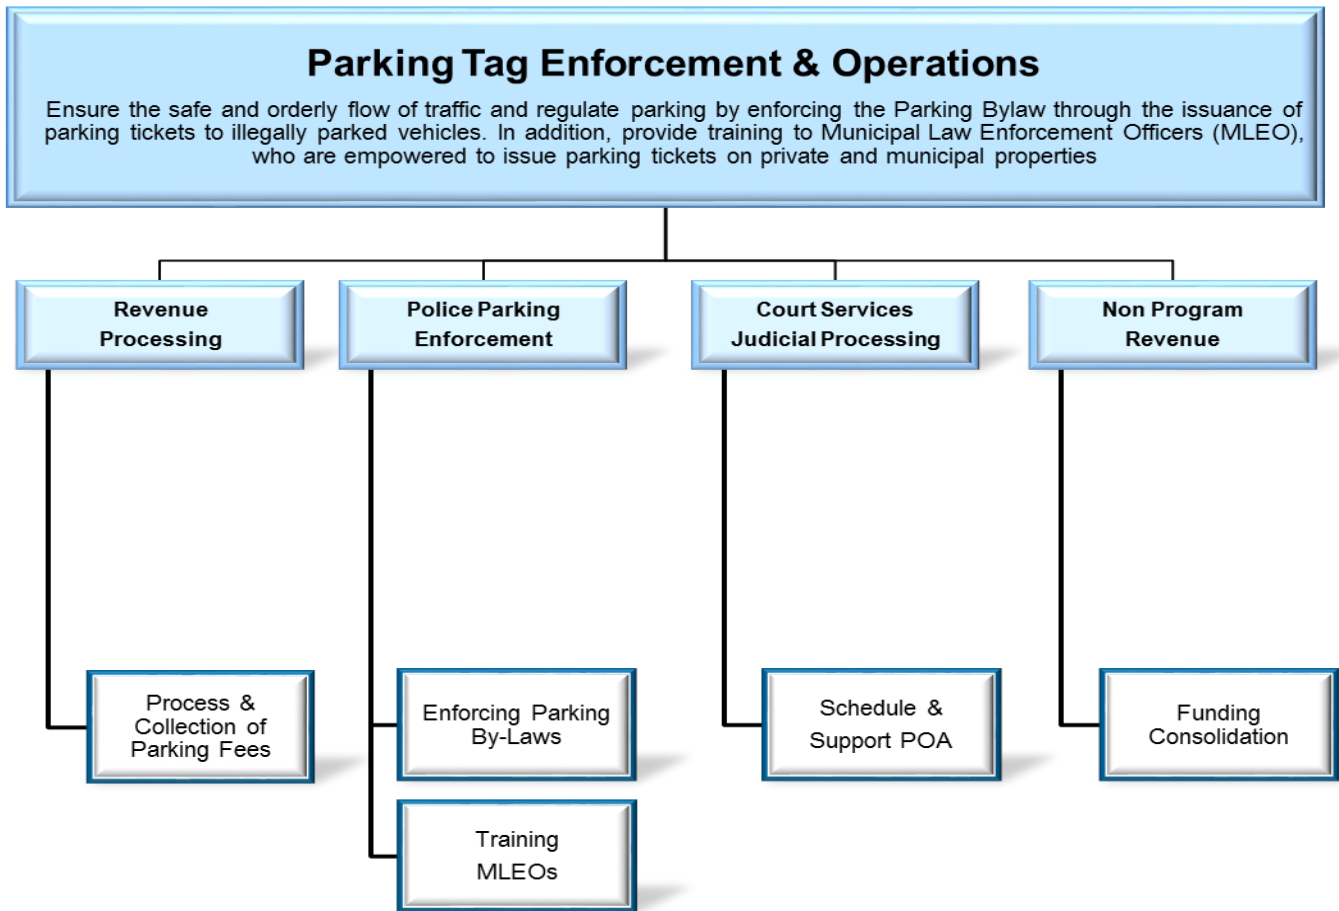 Parking Tag Enforcement & Operations
Ensure the safe and orderly flow of traffic and regulate parking by enforcing the Parking Bylaw through the issuance of
parking tickets to illegally parked vehicles. In addition, provide training to Municipal Law Enforcement Officers (MLEO),
who are empowered to issue parking tickets on private and municipal properties
Revenue
Processing
Police Parking
Enforcement
Court Services
Judicial Processing
Non Program
Revenue
Process &
Collection of
Parking Fees
Enforcing Parking
By-Laws
Schedule &
Support POA
Funding
Consolidation
Training
MLEOs